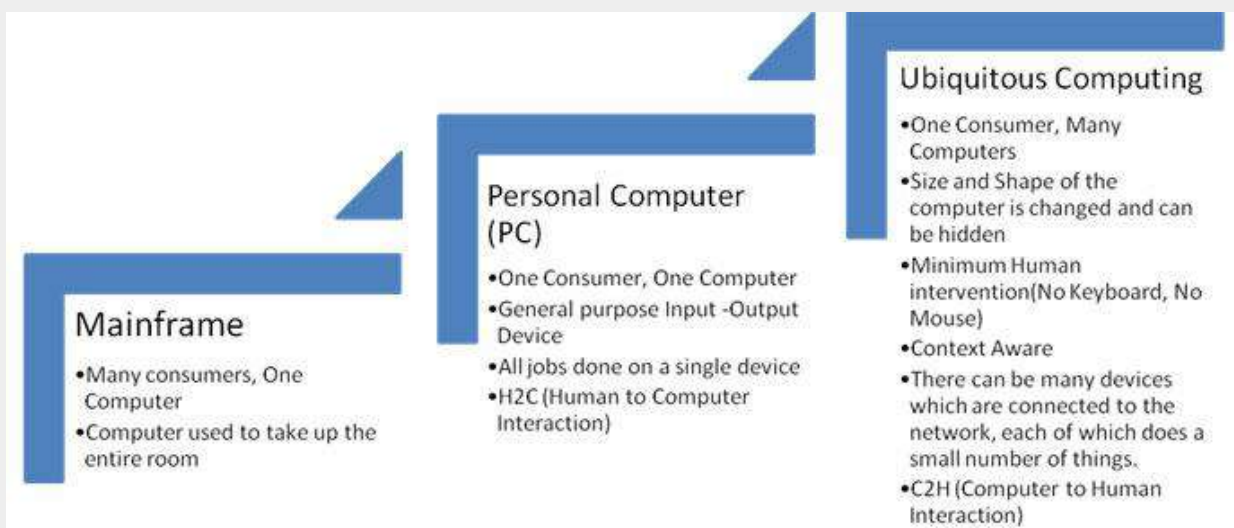 Mainframe
•Many consumers, One
Computer
•Computer used to take up the
entire room
Personal Computer
(PC)
•One Consumer, One Computer
•General purpose Input -Output
Device
•All jobs done on a single device
•H2C (Human to Computer
Interaction)
Ubiquitous Computing
•One Consumer, Many
Computers
•Size and Shape of the
computer is changed and can
be hidden
•Minimum Human
intervention(No Keyboard, No
Mouse)
•Context Aware
•There can be many devices
which are connected to the
network, each of which does a
small number of things.
•C2H (Computer to Human
Interaction)